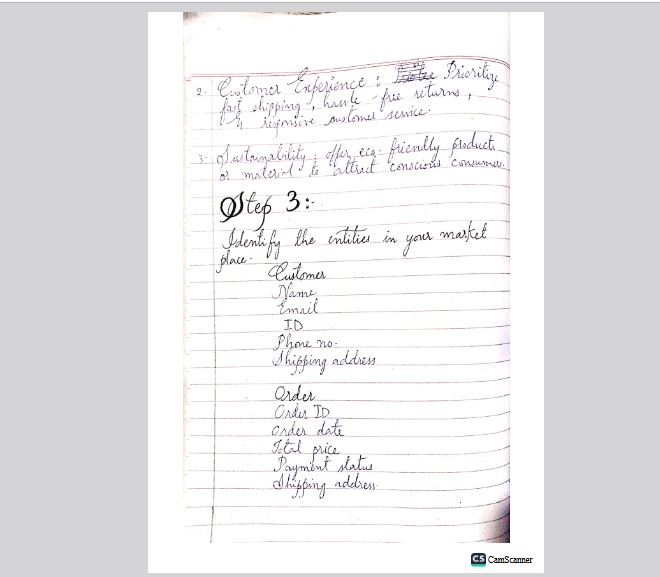 2. Customer Experience : Prioritize
fast shipping, hassle-free returns,
& responsive customer service.
3. Sustainability : offer eco-friendly products
or material to attract conscious consumers.
Step 3:-
Identify the entities in your market
place.
Customer
Name
Email
ID
Phone no.
Shipping address
Order
Order ID
Order date
Total price
Payment status
Shipping address
CS CamScanner